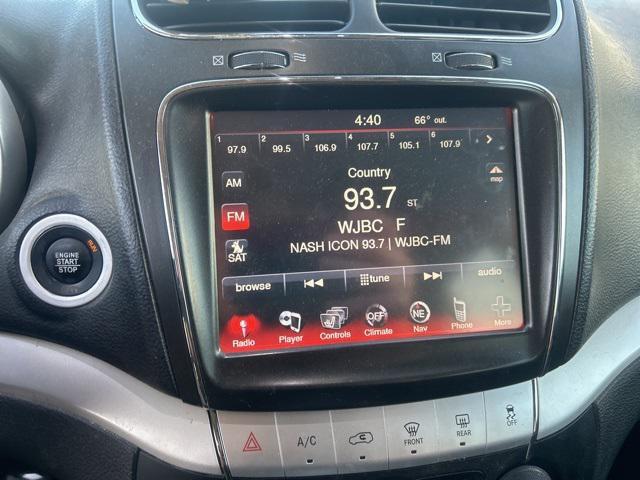 4:40 66° out.
1 2 3 4 5 6
97.9 99.5 106.9 107.7 105.1 107.9
Country
map
AM
93.7 ST
FM
WJBC F
NASH ICON 93.7 | WJBC-FM
SAT
browse tune audio
OFF NE
Radio Player Controls Climate Nav Phone More
ENGINE
START
STOP
RUN
A/C
FRONT
REAR
OFF